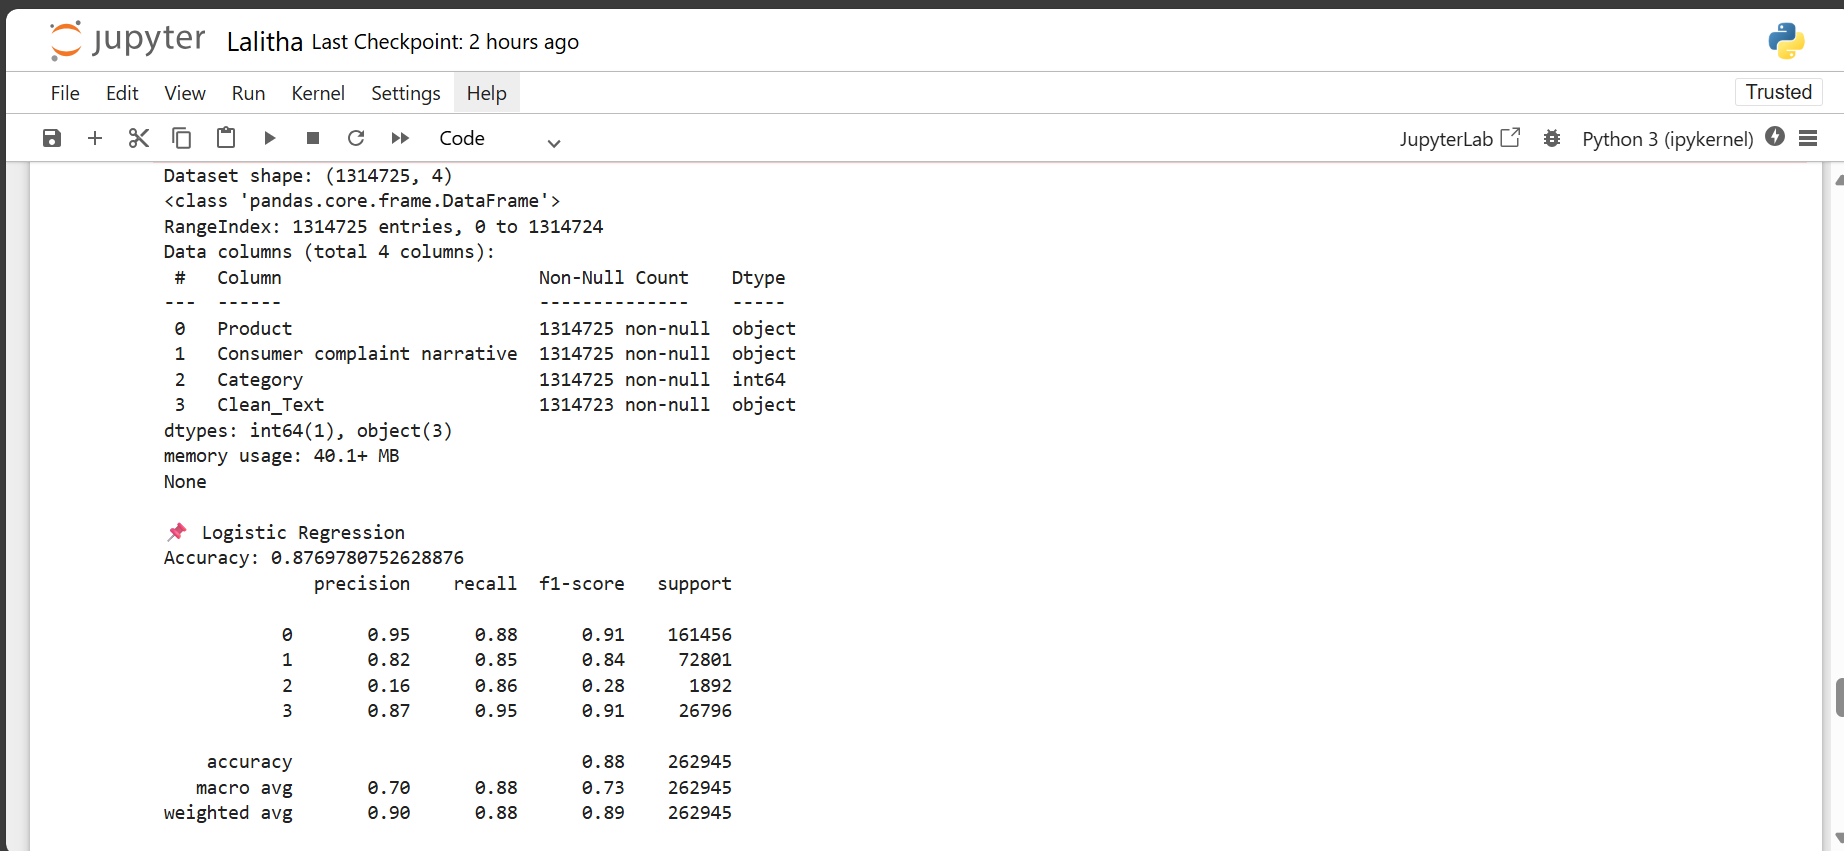 jupyter Lalitha Last Checkpoint: 2 hours ago
File Edit View Run Kernel Settings Help Trusted
Code JupyterLab Python 3 (ipykernel)
Dataset shape: (1314725, 4)
<class 'pandas.core.frame.DataFrame'>
RangeIndex: 1314725 entries, 0 to 1314724
Data columns (total 4 columns):
 #   Column                        Non-Null Count    Dtype
---  ------                        --------------    -----
 0   Product                       1314725 non-null  object
 1   Consumer complaint narrative  1314725 non-null  object
 2   Category                      1314725 non-null  int64
 3   Clean_Text                    1314723 non-null  object
dtypes: int64(1), object(3)
memory usage: 40.1+ MB
None
📌 Logistic Regression
Accuracy: 0.8769780752628876
              precision    recall  f1-score   support
           0       0.95      0.88      0.91    161456
           1       0.82      0.85      0.84     72801
           2       0.16      0.86      0.28      1892
           3       0.87      0.95      0.91     26796
    accuracy                           0.88    262945
   macro avg       0.70      0.88      0.73    262945
weighted avg       0.90      0.88      0.89    262945